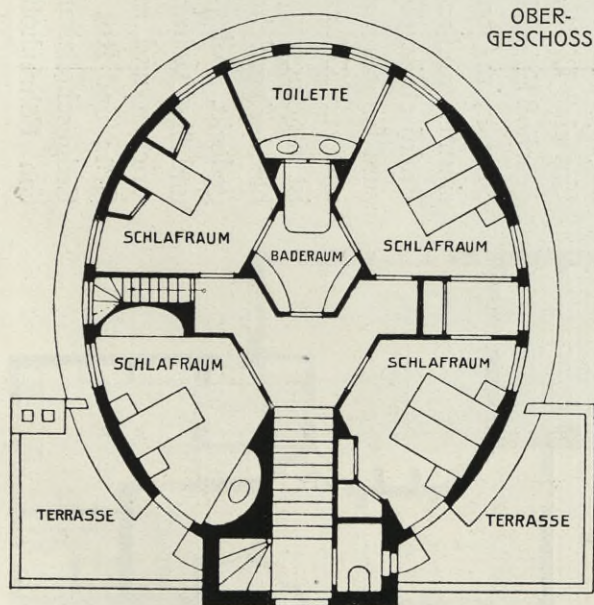 OBER-
GESCHOSS
TOILETTE
SCHLAFRAUM
BADERAUM
SCHLAFRAUM
SCHLAFRAUM
SCHLAFRAUM
TERRASSE
TERRASSE